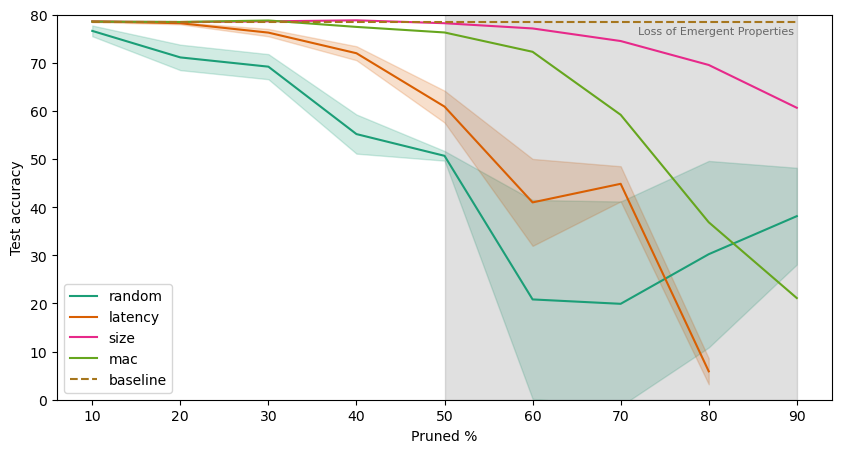 80
70
60
50
40
30
20
10
0
Test accuracy
Loss of Emergent Properties
random
latency
size
mac
baseline
10 20 30 40 50 60 70 80 90
Pruned %